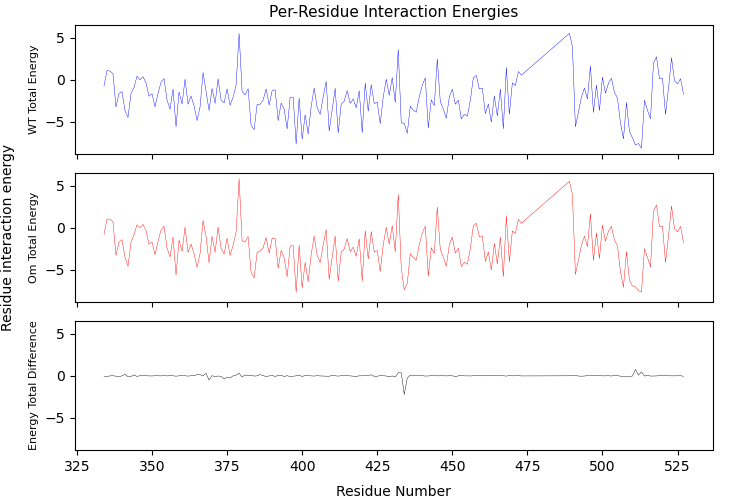 Per-Residue Interaction Energies
Residue interaction energy
WT Total Energy
5
0
−5
Om Total Energy
5
0
−5
Energy Total Difference
5
0
−5
325 350 375 400 425 450 475 500 525
Residue Number